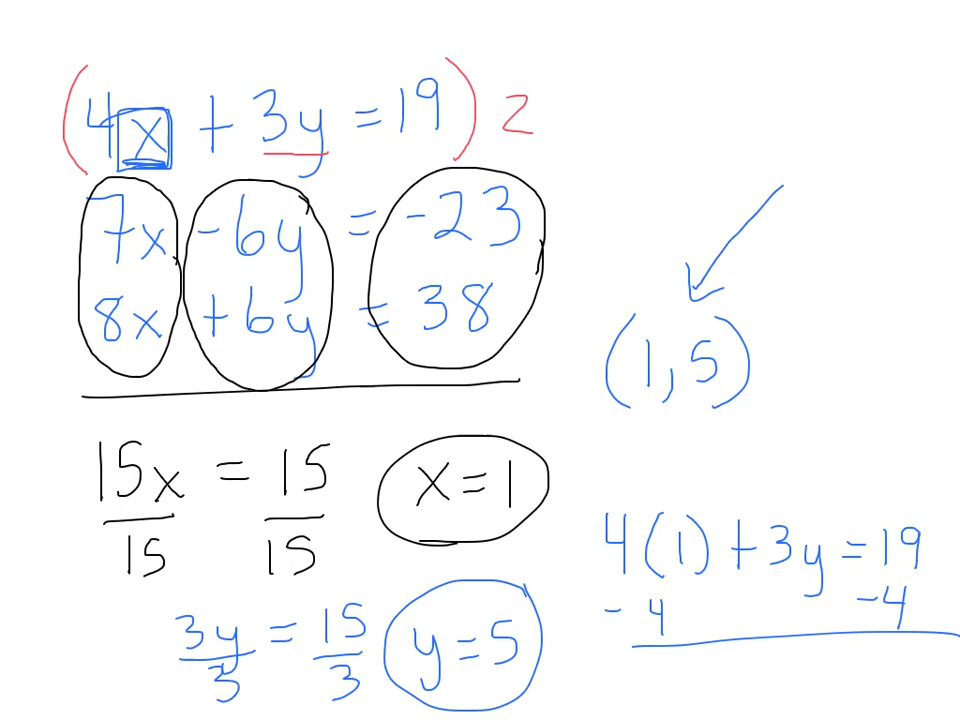 (4x + 3y = 19) 2
7x - 6y = -23
8x + 6y = 38
(1, 5)
15x = 15
15 15
x = 1
4(1) + 3y = 19
- 4 - 4
3y = 15
3 3
y = 5